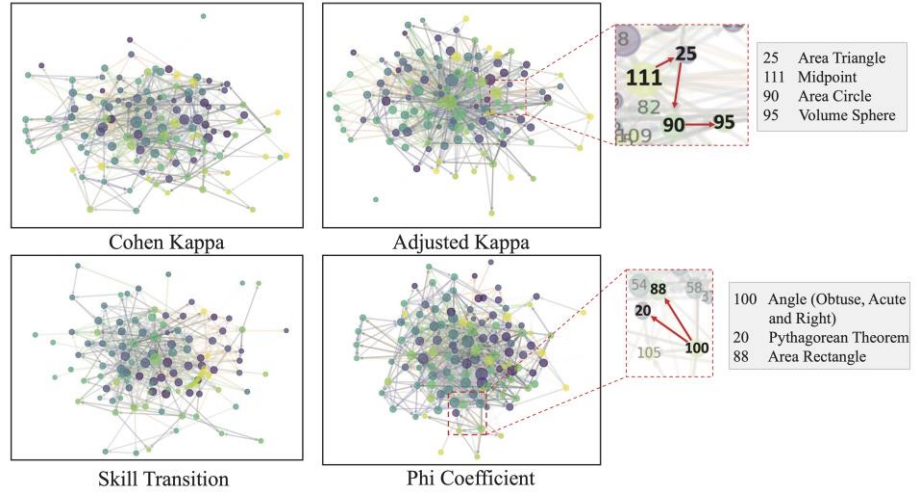 8
25
111
82
90
95
109
25 Area Triangle
111 Midpoint
90 Area Circle
95 Volume Sphere
Cohen Kappa
Adjusted Kappa
54
88
58
20
105
100
100 Angle (Obtuse, Acute
and Right)
20 Pythagorean Theorem
88 Area Rectangle
Skill Transition
Phi Coefficient